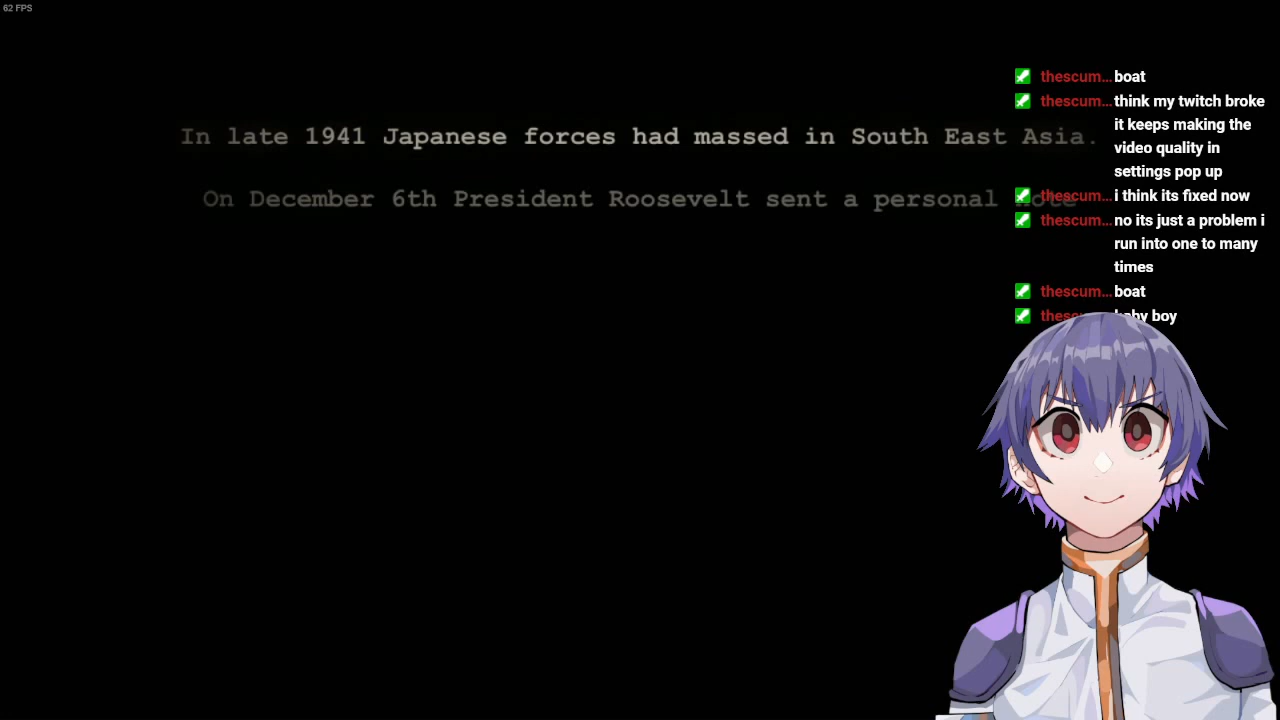 62 FPS
In late 1941 Japanese forces had massed in South East Asia.
On December 6th President Roosevelt sent a personal
thescum... boat
thescum... think my twitch broke
it keeps making the
video quality in
settings pop up
thescum... i think its fixed now
thescum... no its just a problem i
run into one to many
times
thescum... boat
boy